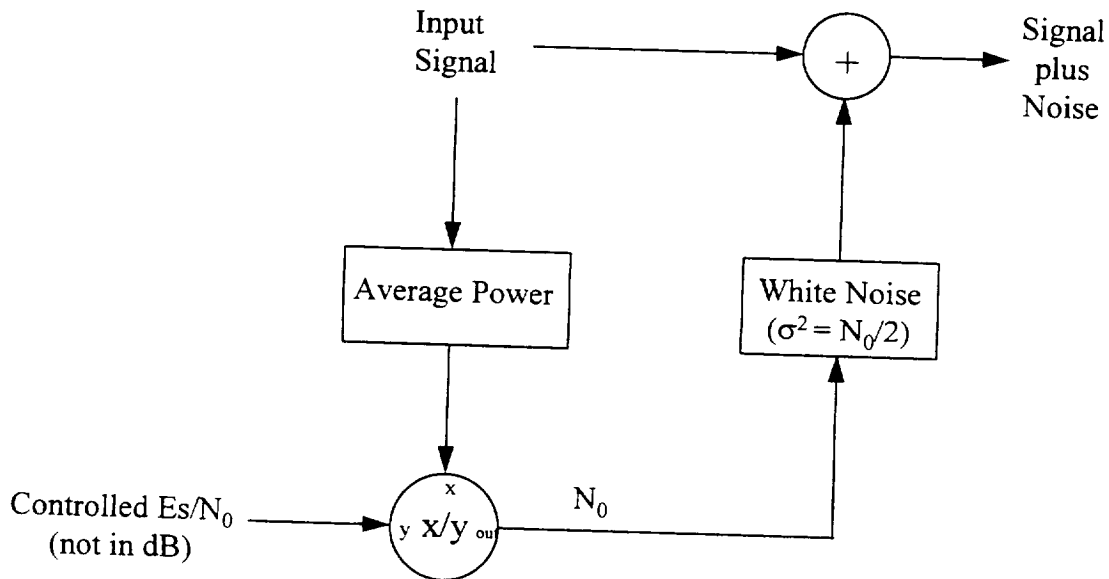 Input
Signal
+
Signal
plus
Noise
Average Power
White Noise
(σ² = N₀/2)
Controlled Es/N₀
(not in dB)
x
y x/y out
N₀